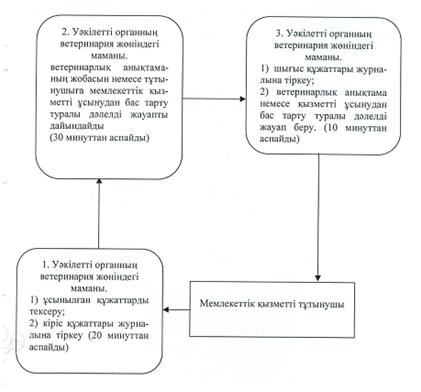 2. Уәкілетті органның
ветеринария жөніндегі
маманы.
ветеринарлық анықтама-
ның жобасын немесе тұты-
нушыға мемлекеттік қыз-
метті ұсынудан бас тарту
туралы дәлелді жауапты
дайындайды
(30 минуттан аспайды)
3. Уәкілетті органның
ветеринария жөніндегі
маманы.
1) шығыс құжаттары журна-
лына тіркеу;
2) ветеринарлық анықтама
немесе қызметті ұсынудан
бас тарту туралы дәлелді
жауап беру. (10 минуттан
аспайды)
1. Уәкілетті органның
ветеринария жөніндегі
маманы.
1) ұсынылған құжаттарды
тексеру;
2) кіріс құжаттары журна-
лына тіркеу (20 минуттан
аспайды)
Мемлекеттік қызметті тұтынушы